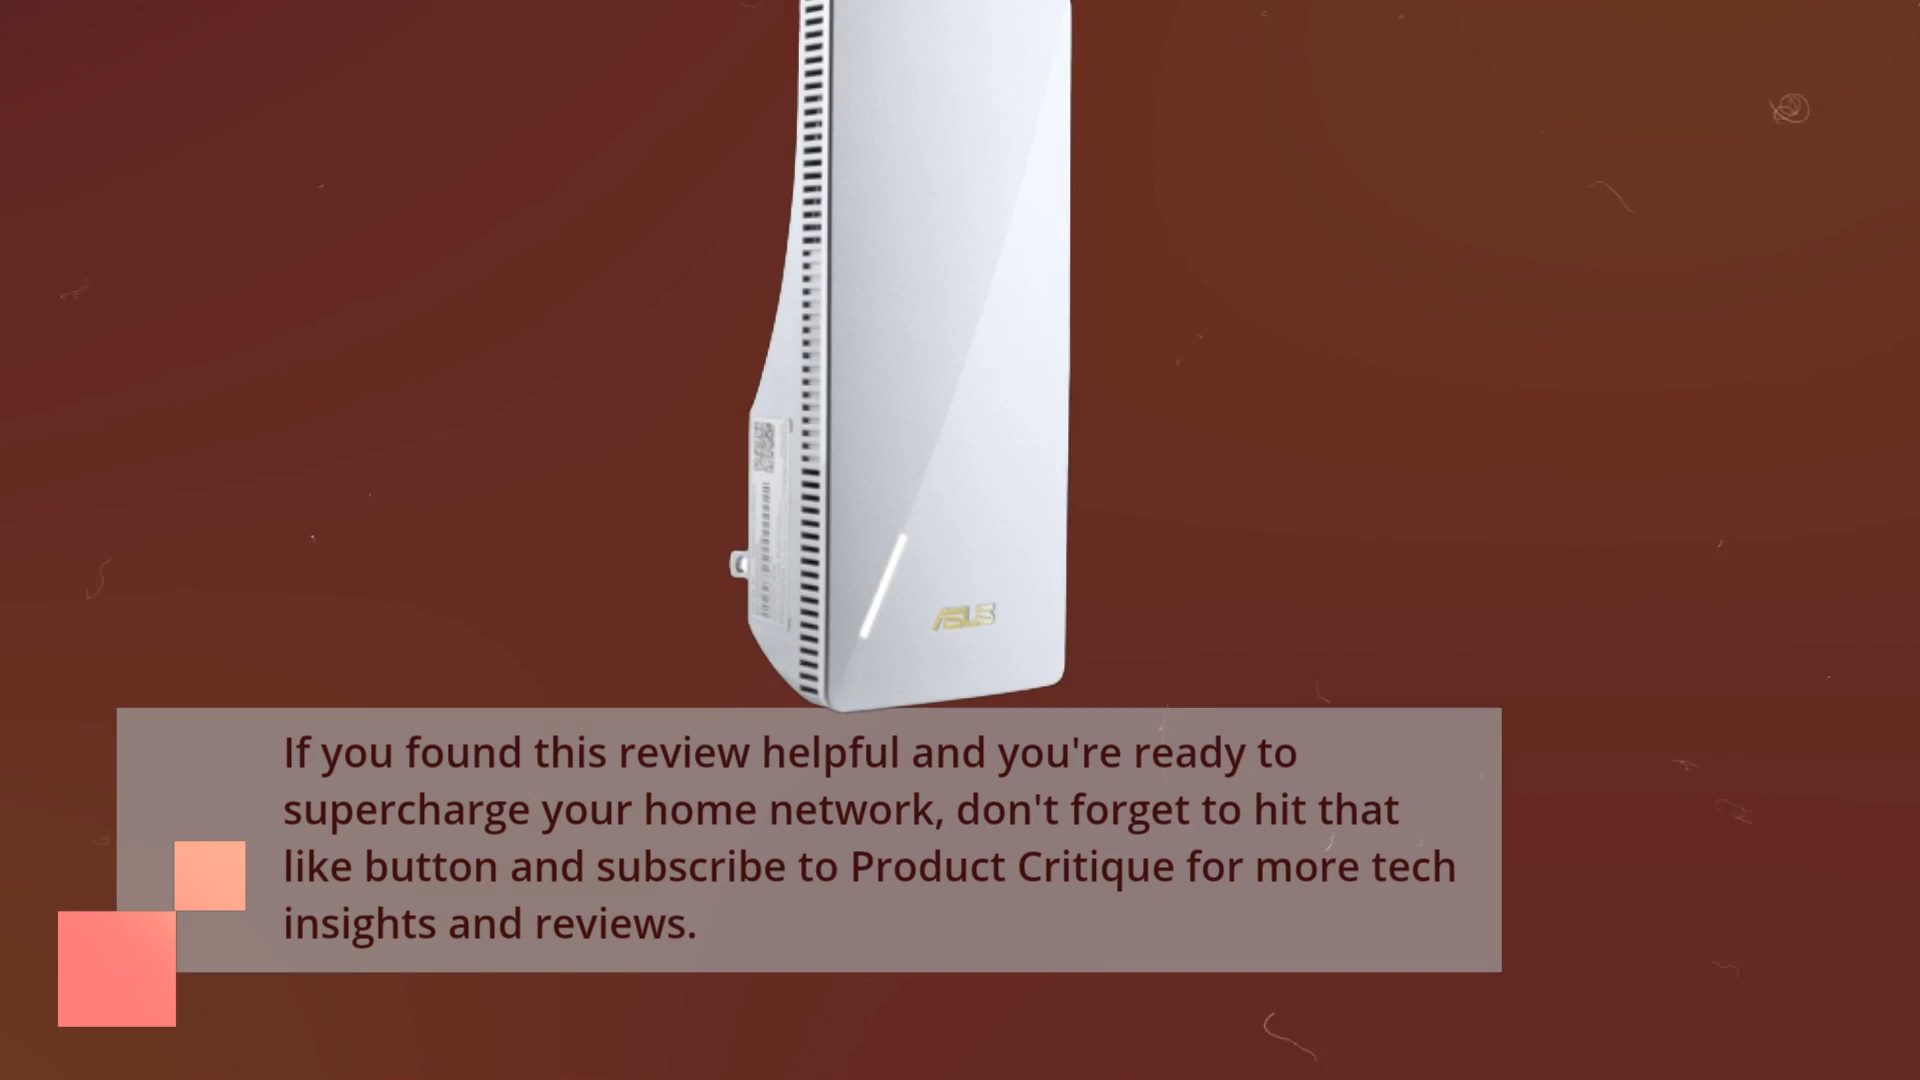 ASUS
If you found this review helpful and you're ready to
supercharge your home network, don't forget to hit that
like button and subscribe to Product Critique for more tech
insights and reviews.